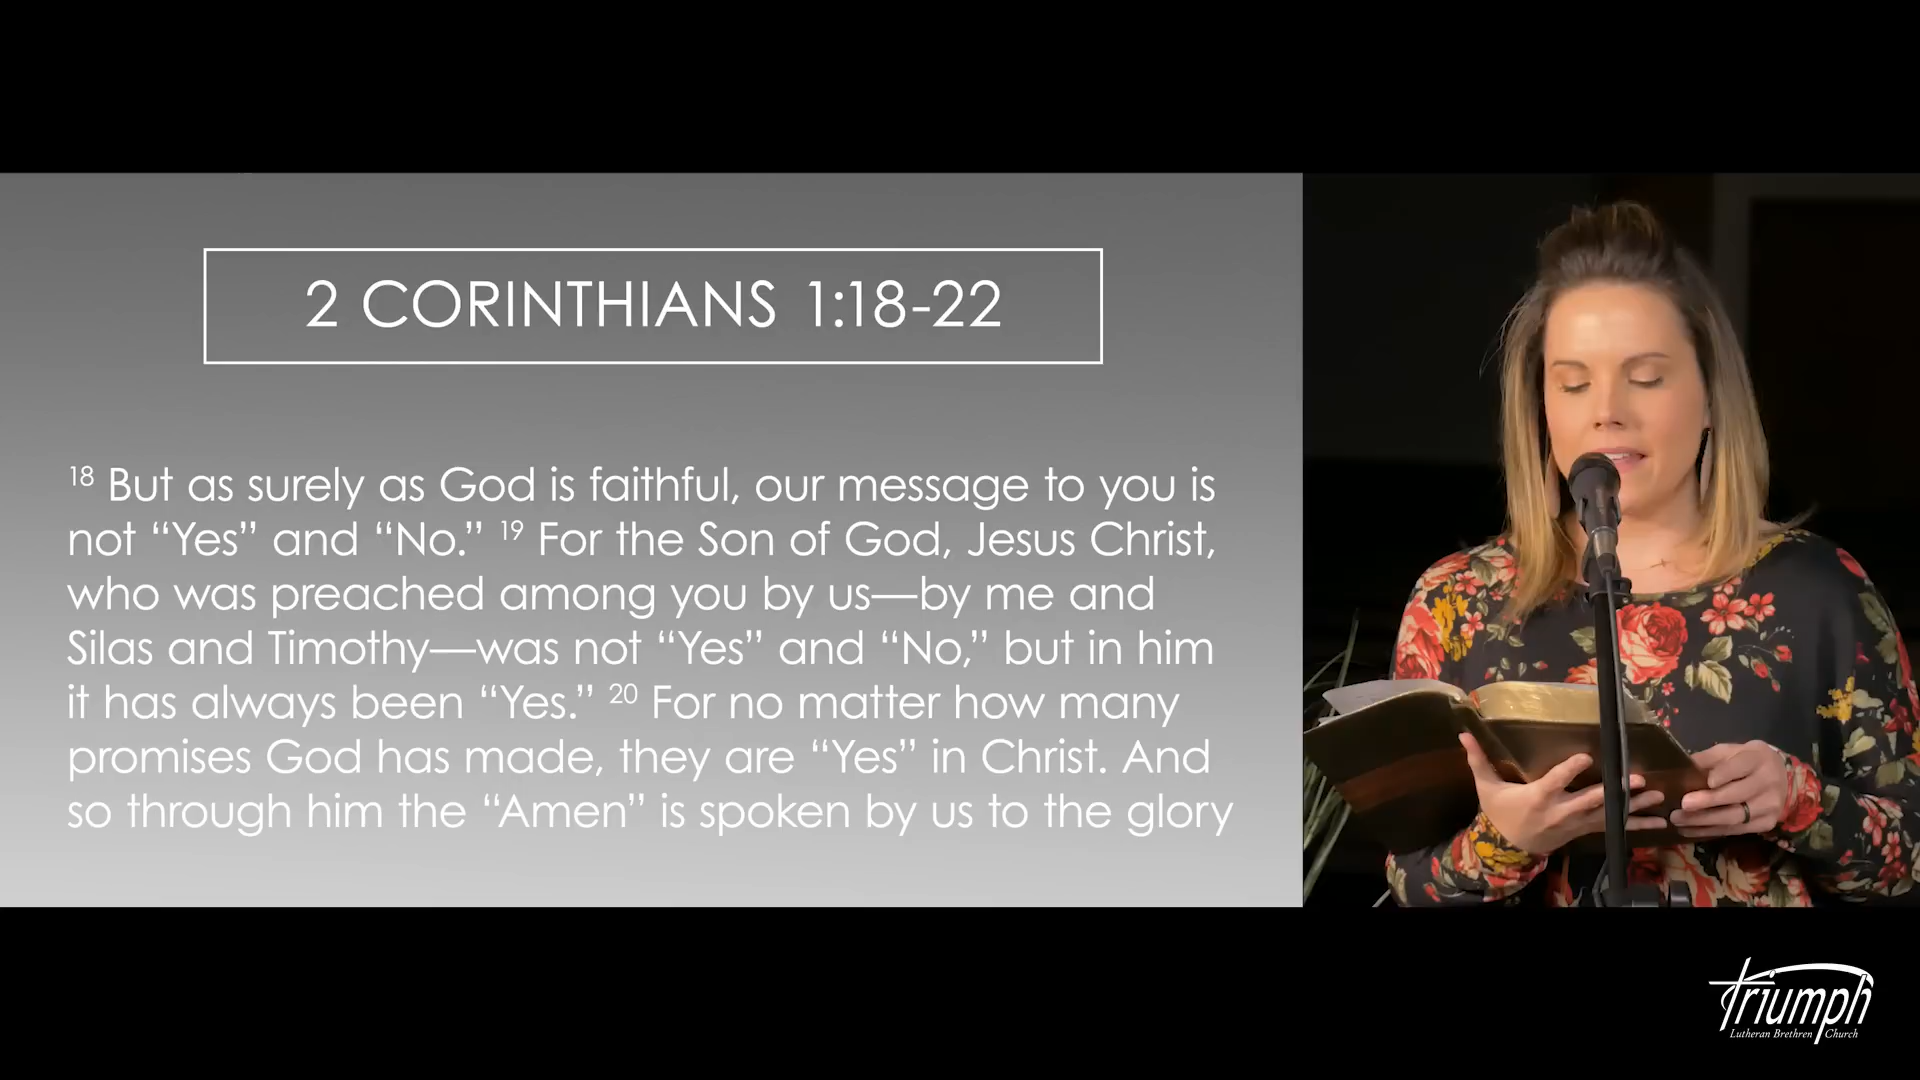 2 CORINTHIANS 1:18-22
18 But as surely as God is faithful, our message to you is
not “Yes” and “No.” 19 For the Son of God, Jesus Christ,
who was preached among you by us—by me and
Silas and Timothy—was not “Yes” and “No,” but in him
it has always been “Yes.” 20 For no matter how many
promises God has made, they are “Yes” in Christ. And
so through him the “Amen” is spoken by us to the glory
Triumph
Lutheran Brethren Church